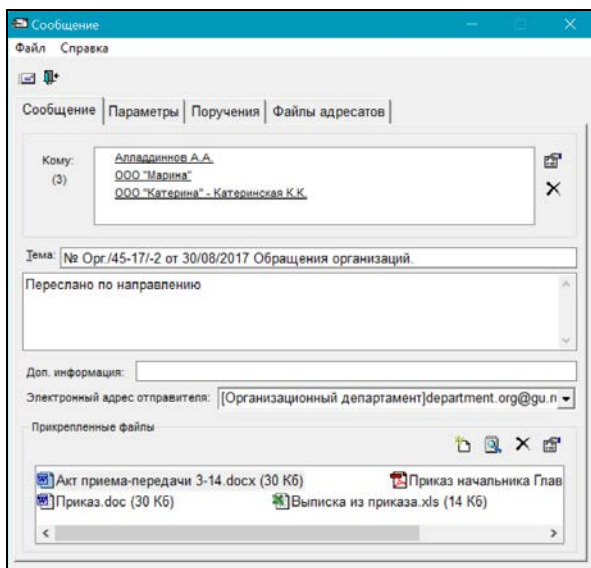 Сообщение
Файл Справка
Сообщение Параметры Поручения Файлы адресатов
Кому:
(3)
Алладдиннов А.А.
ООО "Марина"
ООО "Катерина" - Катеринская К.К.
Тема: № Орг./45-17/-2 от 30/08/2017 Обращения организаций.
Переслано по направлению
Доп. информация:
Электронный адрес отправителя: [Организационный департамент]department.org@gu.r
Прикрепленные файлы
Акт приема-передачи 3-14.docx (30 Кб) Приказ начальника Глав
Приказ.doc (30 Кб) Выписка из приказа.xls (14 Кб)